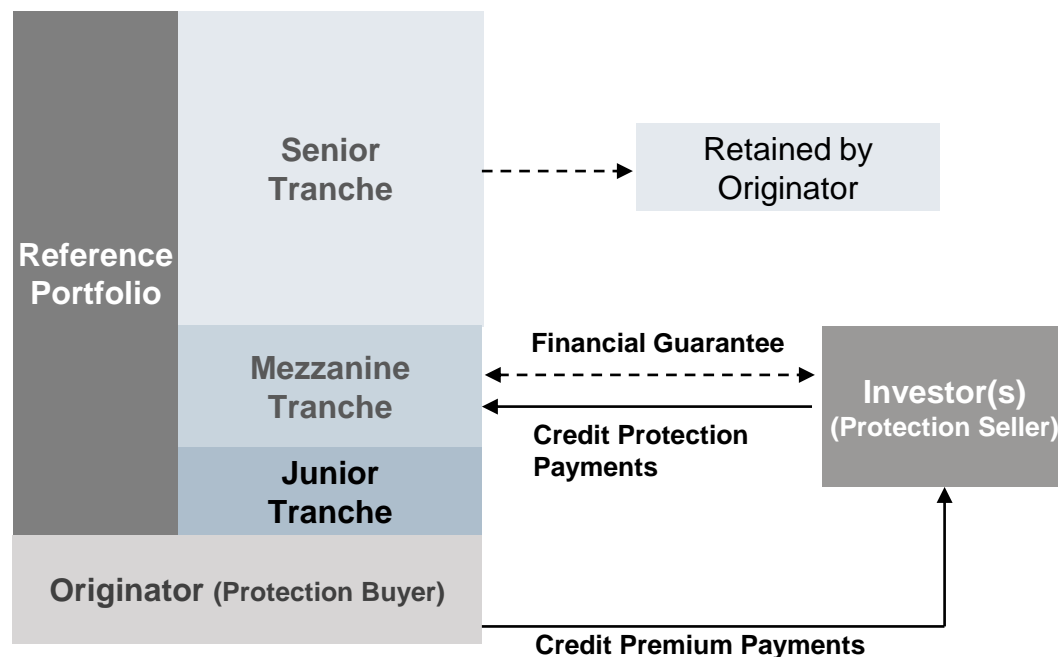 Senior
Tranche
Retained by
Originator
Reference
Portfolio
Mezzanine
Tranche
Financial Guarantee
Credit Protection
Payments
Investor(s)
(Protection Seller)
Junior
Tranche
Originator (Protection Buyer)
Credit Premium Payments